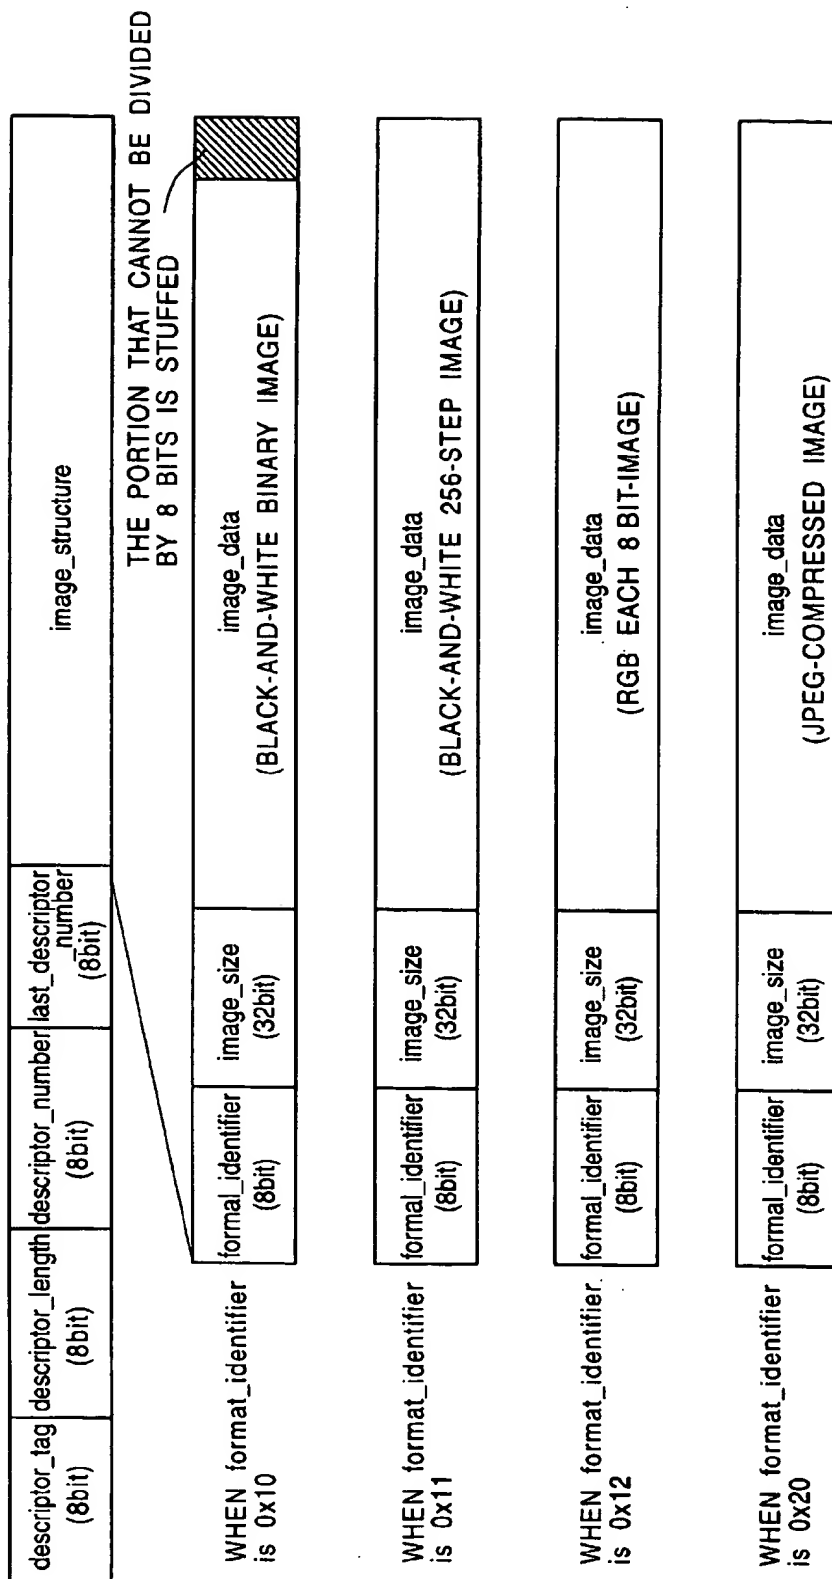 descriptor_tag
(8bit)
descriptor_length
(8bit)
descriptor_number
(8bit)
last_descriptor
_number
(8bit)
image_structure
THE PORTION THAT CANNOT BE DIVIDED
BY 8 BITS IS STUFFED
WHEN format_identifier
is 0x10
formal_identifier
(8bit)
image_size
(32bit)
image_data
(BLACK-AND-WHITE BINARY IMAGE)
WHEN format_identifier
is 0x11
formal_identifier
(8bit)
image_size
(32bit)
image_data
(BLACK-AND-WHITE 256-STEP IMAGE)
WHEN format_identifier.
is 0x12
formal_identifier
(8bit)
image_size
(32bit)
image_data
(RGB EACH 8 BIT-IMAGE)
WHEN format_identifier
is 0x20
formal_identifier
(8bit)
image_size
(32bit)
image_data
(JPEG-COMPRESSED IMAGE)